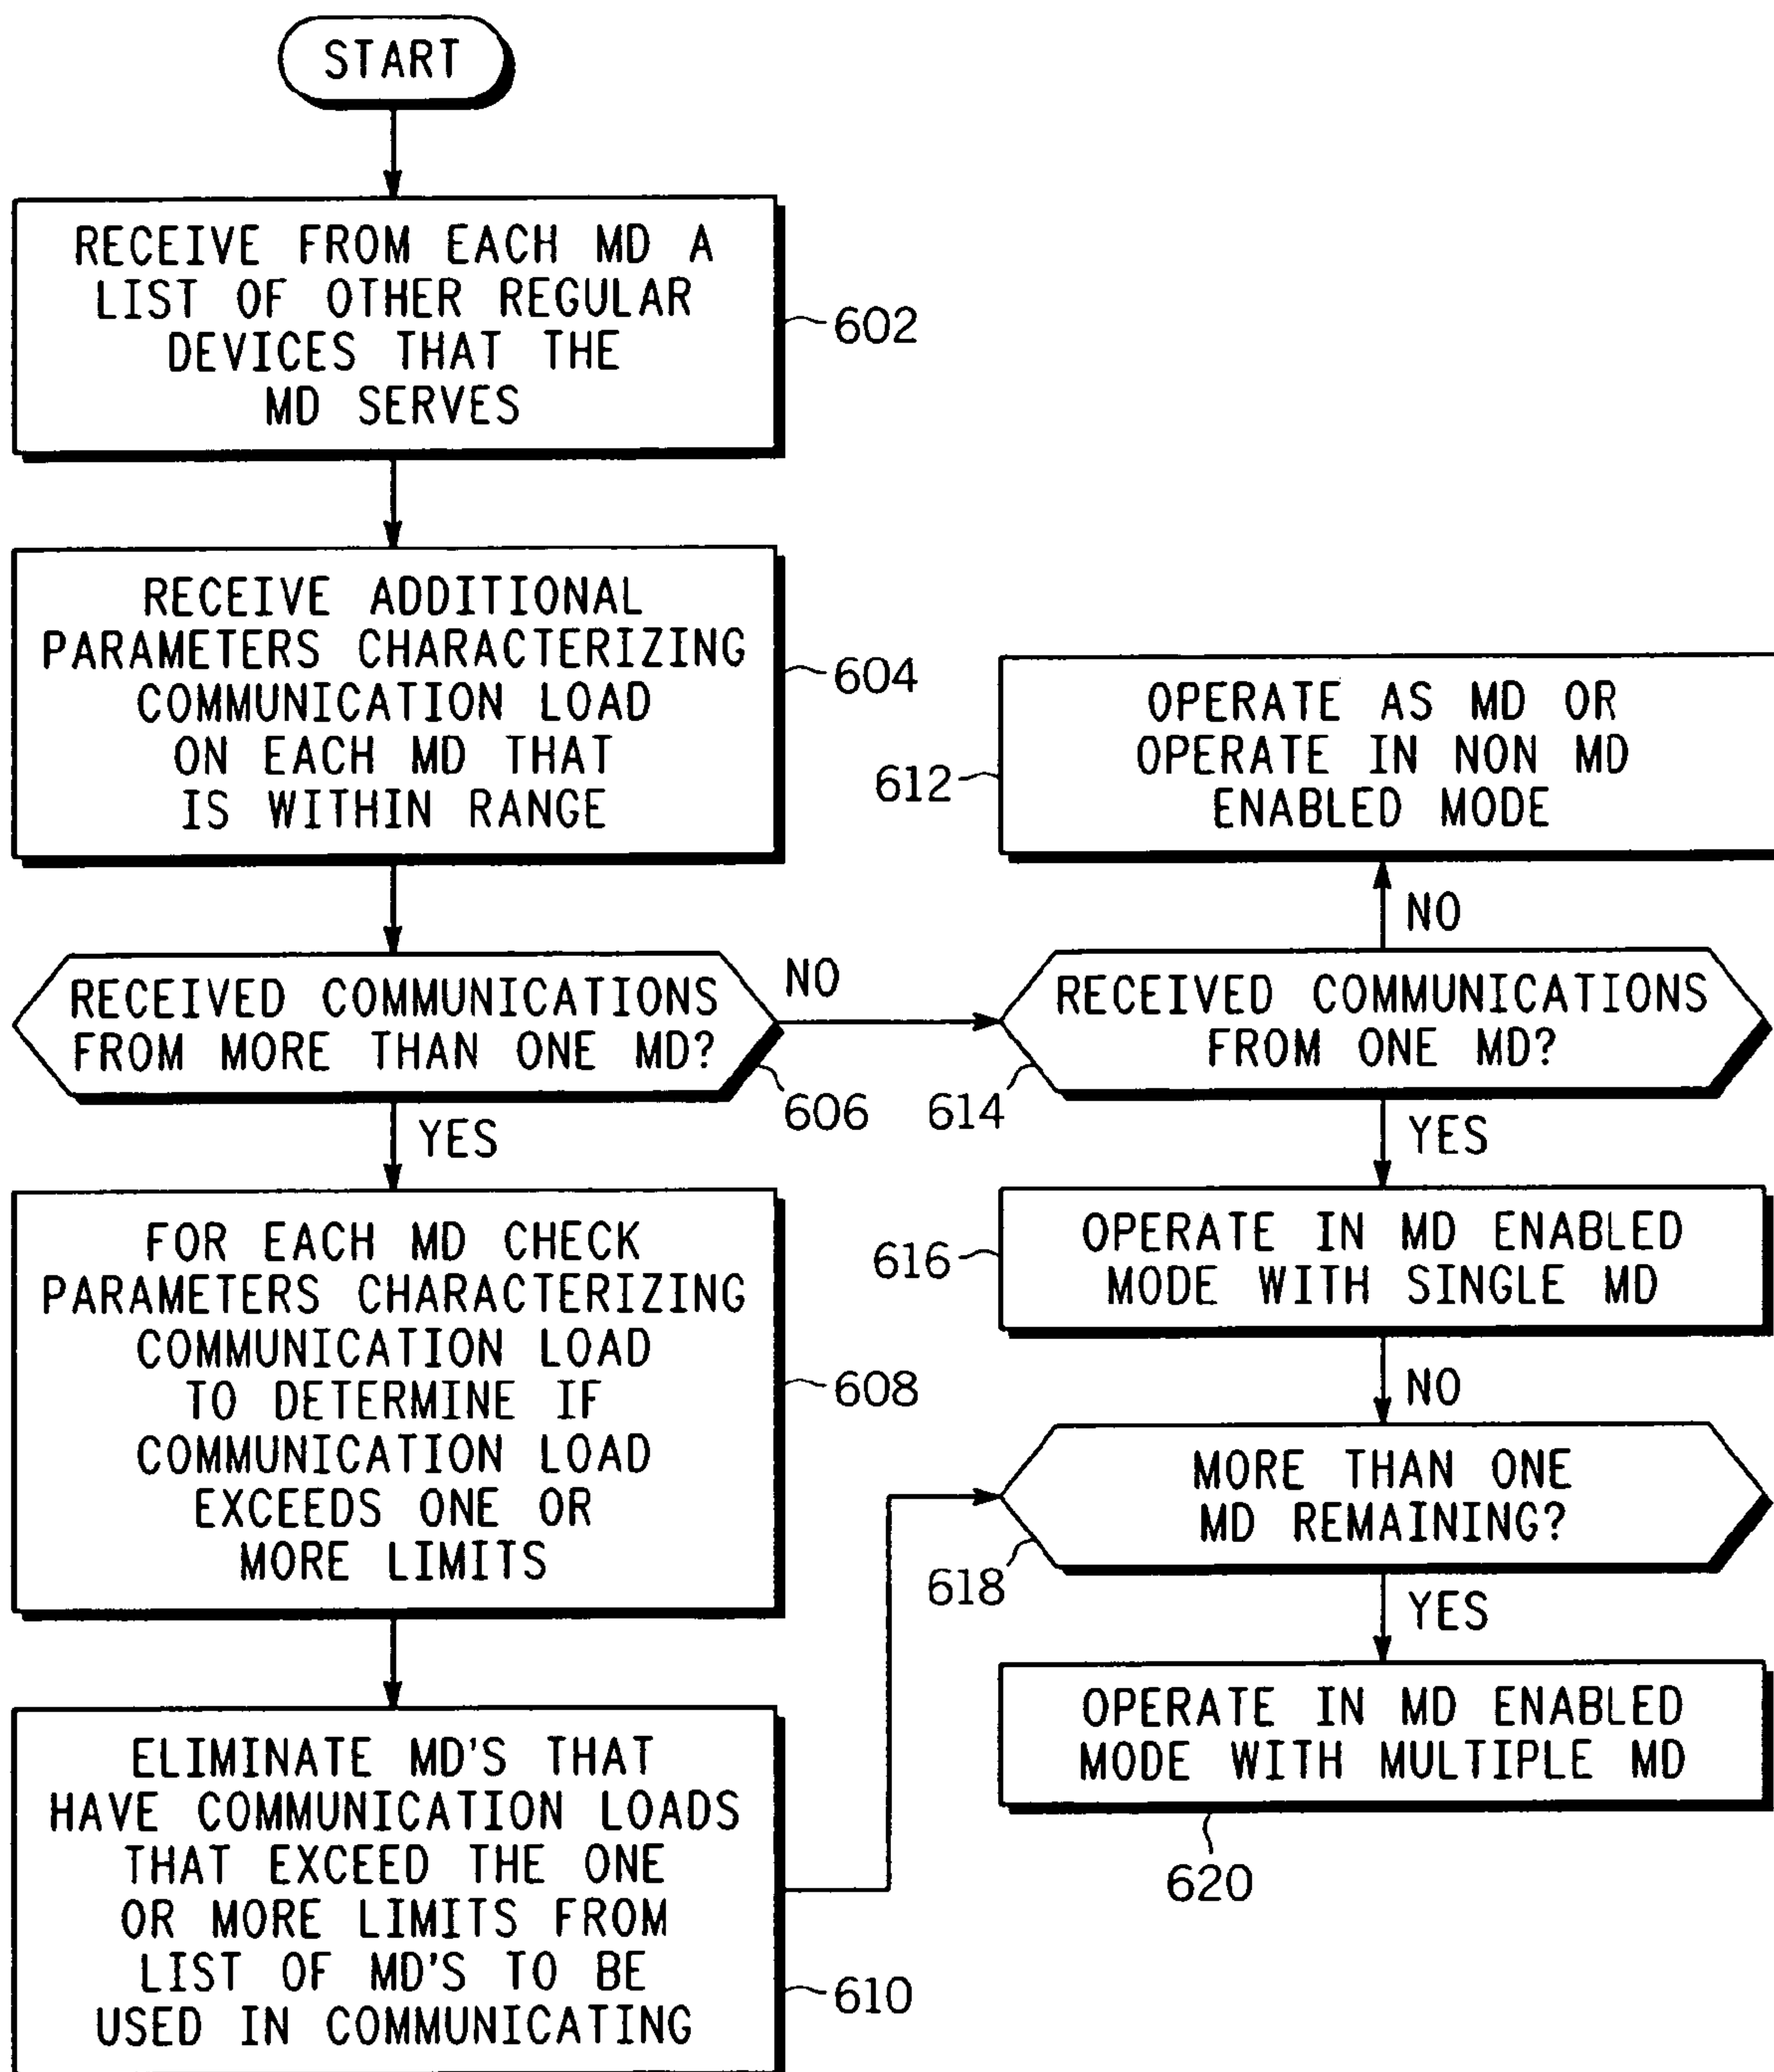 START
RECEIVE FROM EACH MD A
LIST OF OTHER REGULAR
DEVICES THAT THE
MD SERVES
602
RECEIVE ADDITIONAL
PARAMETERS CHARACTERIZING
COMMUNICATION LOAD
ON EACH MD THAT
IS WITHIN RANGE
604
RECEIVED COMMUNICATIONS
FROM MORE THAN ONE MD?
606
NO
YES
FOR EACH MD CHECK
PARAMETERS CHARACTERIZING
COMMUNICATION LOAD
TO DETERMINE IF
COMMUNICATION LOAD
EXCEEDS ONE OR
MORE LIMITS
608
ELIMINATE MD'S THAT
HAVE COMMUNICATION LOADS
THAT EXCEED THE ONE
OR MORE LIMITS FROM
LIST OF MD'S TO BE
USED IN COMMUNICATING
610
OPERATE AS MD OR
OPERATE IN NON MD
ENABLED MODE
612
NO
RECEIVED COMMUNICATIONS
FROM ONE MD?
614
YES
OPERATE IN MD ENABLED
MODE WITH SINGLE MD
616
NO
MORE THAN ONE
MD REMAINING?
618
YES
OPERATE IN MD ENABLED
MODE WITH MULTIPLE MD
620